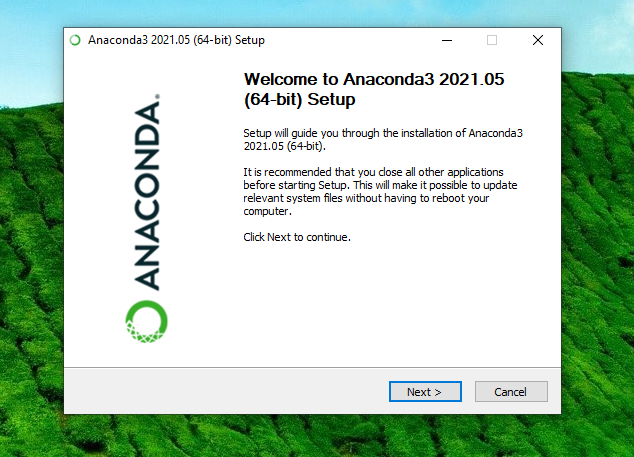 Anaconda3 2021.05 (64-bit) Setup
Welcome to Anaconda3 2021.05
(64-bit) Setup
Setup will guide you through the installation of Anaconda3
2021.05 (64-bit).
It is recommended that you close all other applications
before starting Setup. This will make it possible to update
relevant system files without having to reboot your
computer.
Click Next to continue.
ANACONDA.
Next >
Cancel